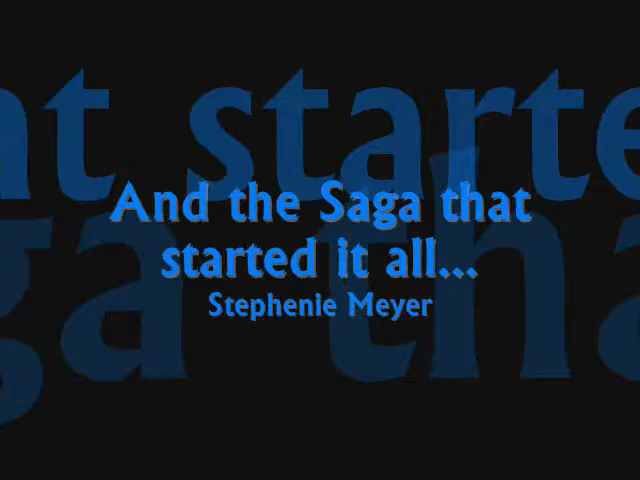 And the Saga that
started it all...
Stephenie Meyer